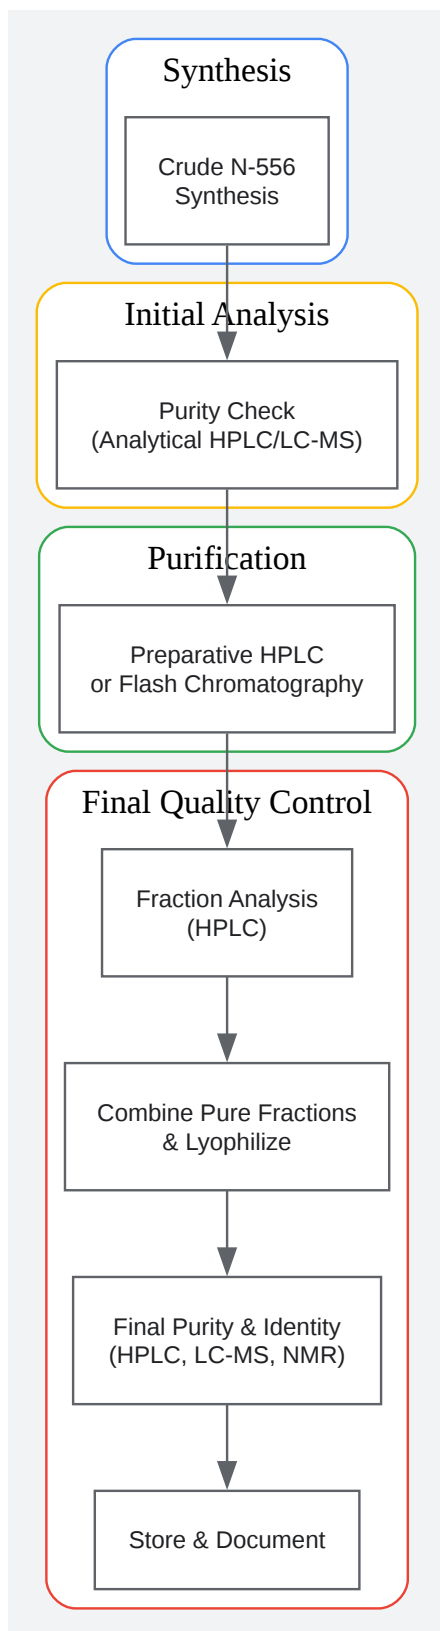 Synthesis
Crude N-556
Synthesis
Initial Analysis
Purity Check
(Analytical HPLC/LC-MS)
Purification
Preparative HPLC
or Flash Chromatography
Final Quality Control
Fraction Analysis
(HPLC)
Combine Pure Fractions
& Lyophilize
Final Purity & Identity
(HPLC, LC-MS, NMR)
Store & Document